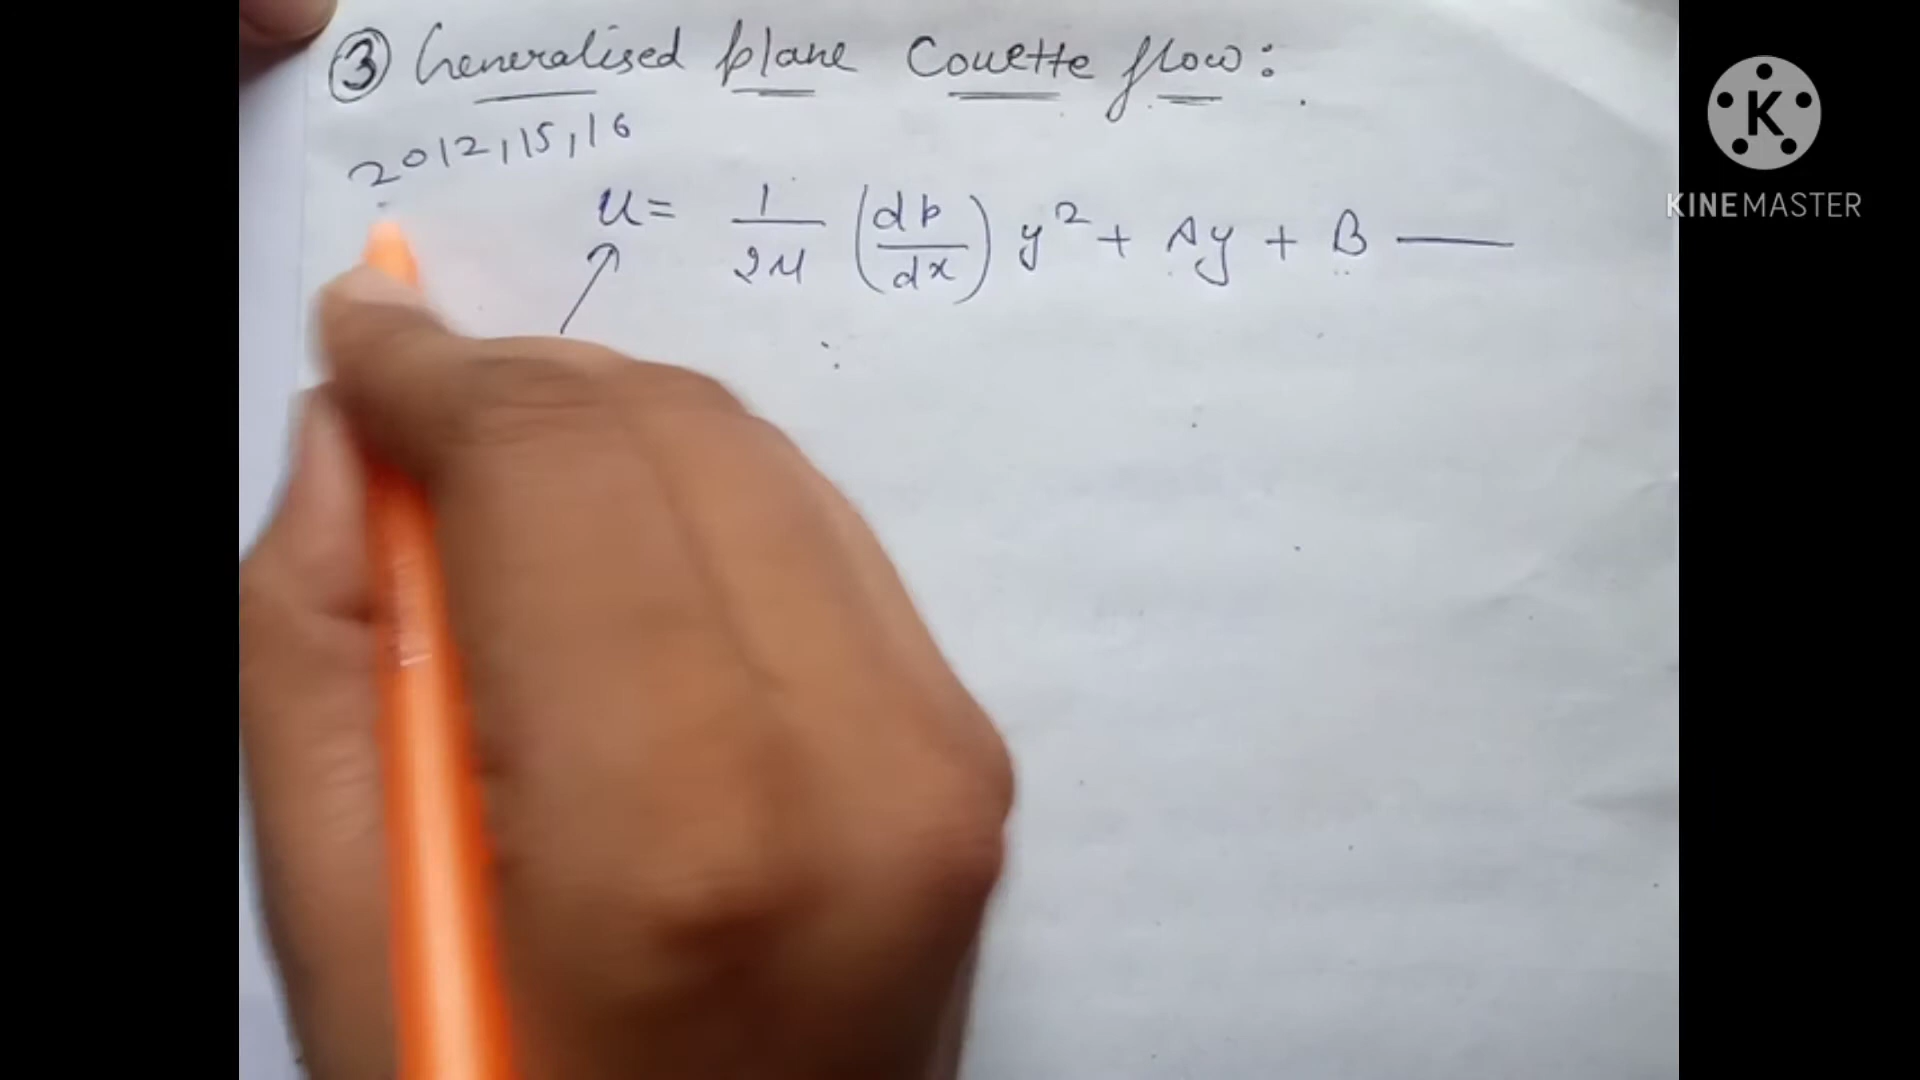 ③ Generalised plane Couette flow:
2012, 15, 16
u = 1/2μ (dp/dx) y² + Ay + B —
K
KINEMASTER